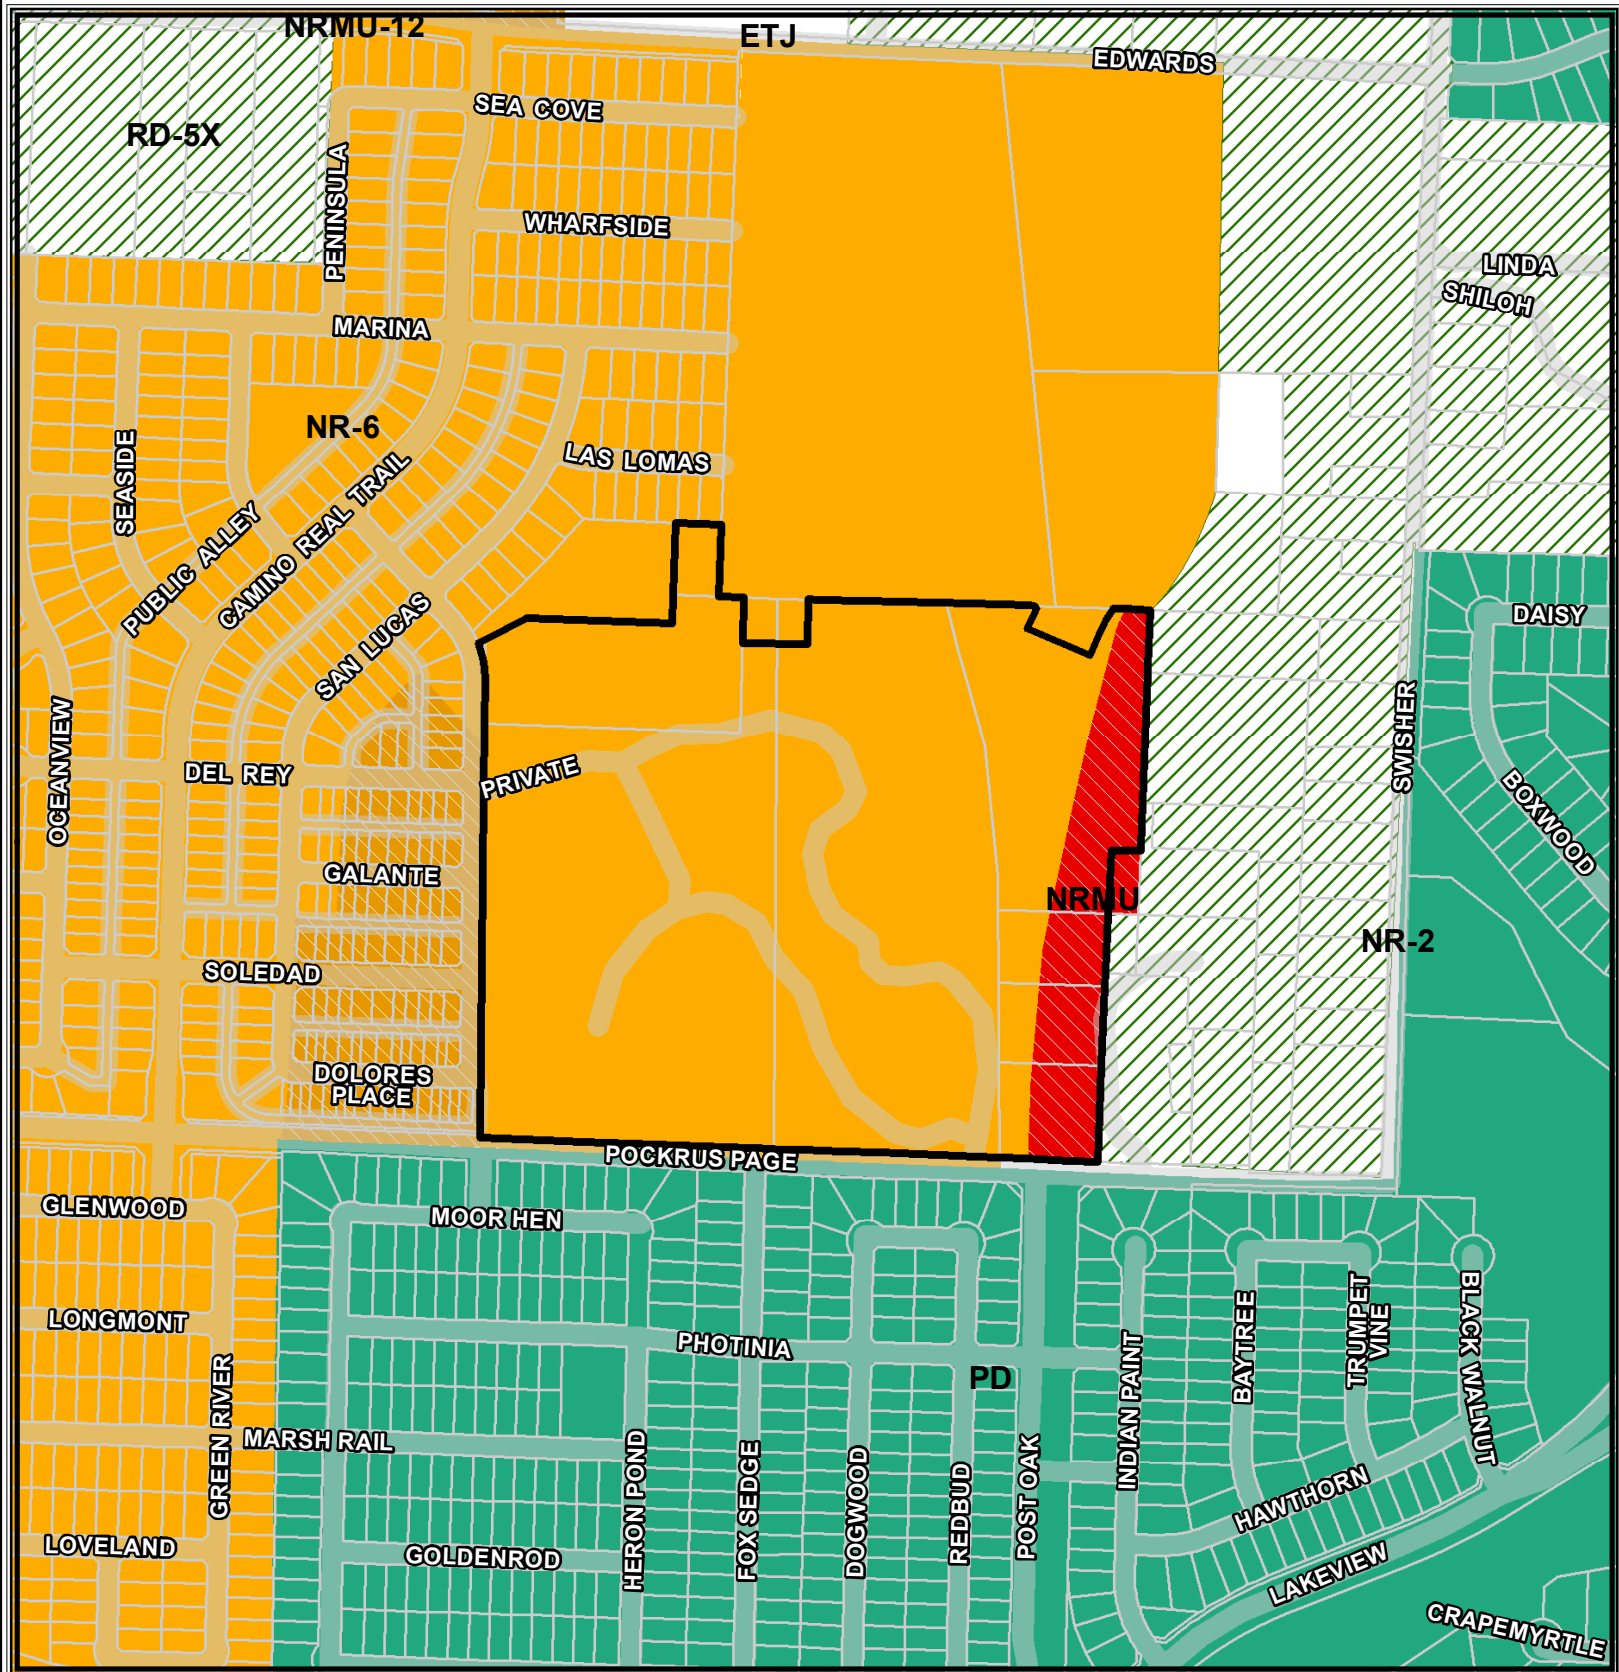 NRMU-12
ETJ
EDWARDS
SEA COVE
RD-5X
PENINSULA
WHARFSIDE
LINDA
SHILOH
MARINA
NR-6
LAS LOMAS
SEASIDE
PUBLIC ALLEY
CAMINO REAL TRAIL
SAN LUCAS
DAISY
OCEANVIEW
SWISHER
DEL REY
PRIVATE
BOXWOOD
GALANTE
NRMU
NR-2
SOLEDAD
DOLORES
PLACE
POCKRUS PAGE
GLENWOOD
MOOR HEN
LONGMONT
PHOTINIA
BAYTREE
TRUMPET
VINE
BLACK WALNUT
INDIAN PAINT
PD
GREEN RIVER
MARSH RAIL
HERON POND
FOX SEDGE
DOGWOOD
REDBUD
POST OAK
HAWTHORN
LOVELAND
GOLDENROD
LAKEVIEW
CRAPEMYRTLE